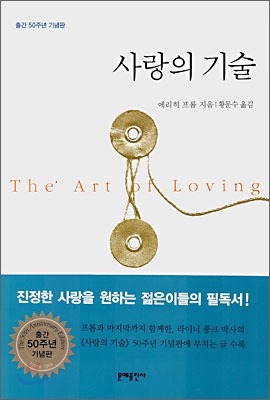 출간 50주년 기념판
사랑의 기술
에리히 프롬 지음 | 황문수 옮김
The Art of Loving
진정한 사랑을 원하는 젊은이들의 필독서!
The 50th Anniversary Edition
출간
50주년
기념판
프롬과 마지막까지 함께한, 라이너 풍크 박사의
《사랑의 기술》 50주년 기념판에 부치는 글 수록
문예출판사